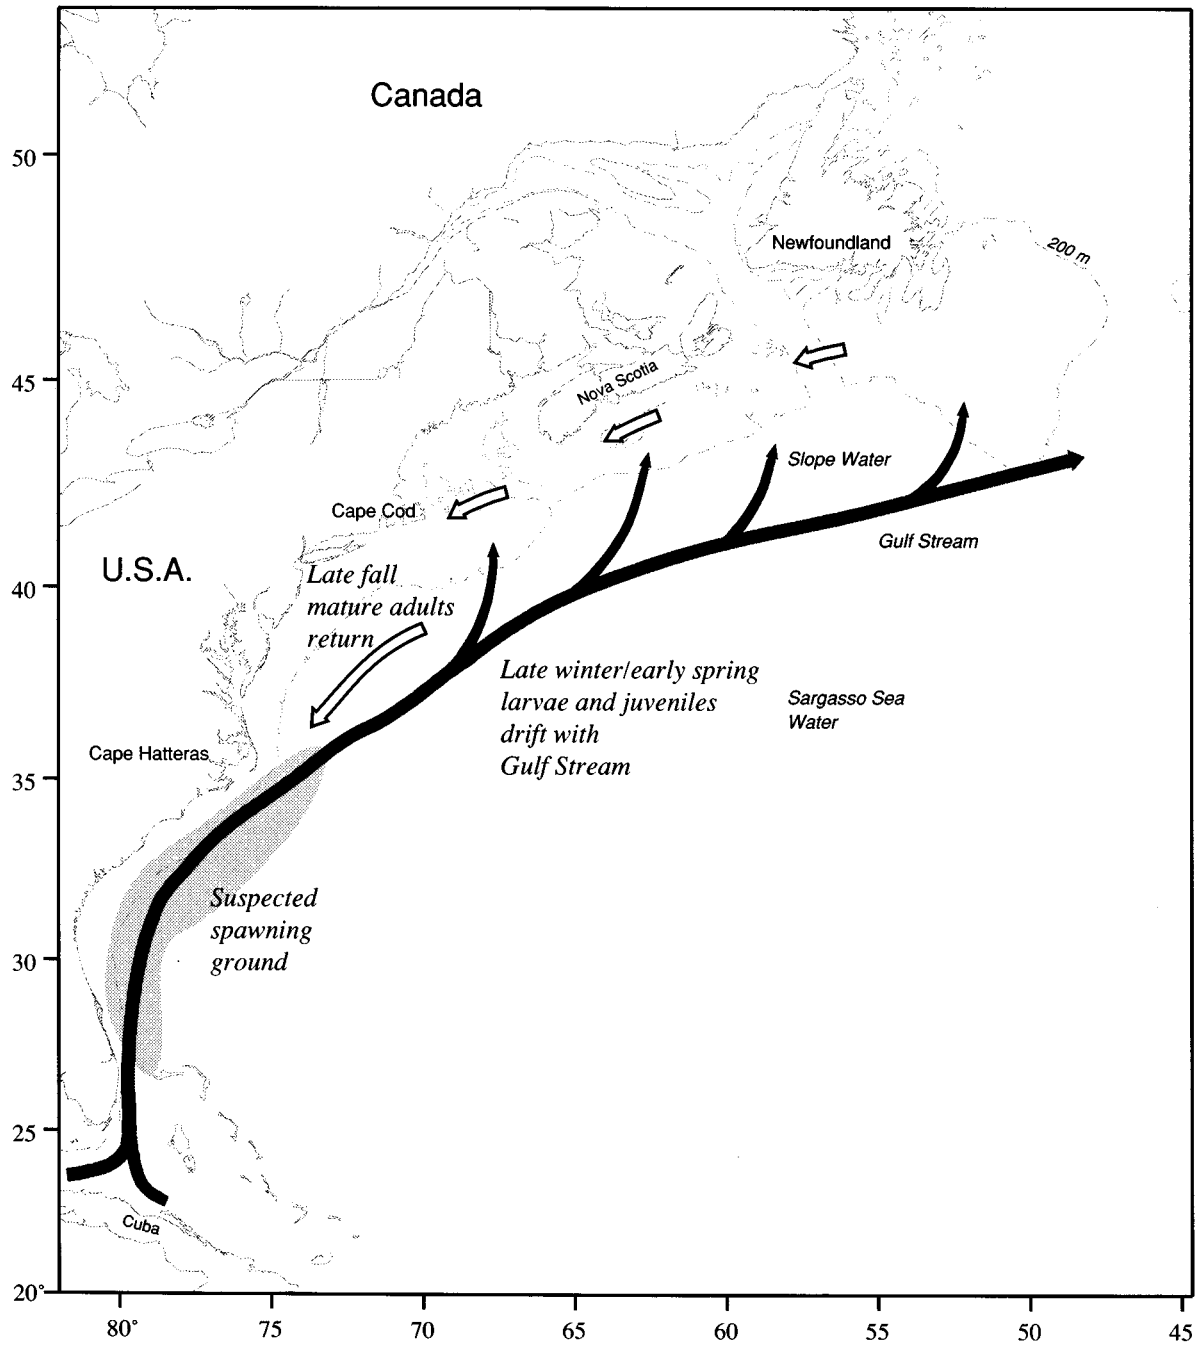 Canada
50
Newfoundland
200 m
45
Nova Scotia
Slope Water
Cape Cod
Gulf Stream
U.S.A.
40
Late fall
mature adults
return
Late winter/early spring
larvae and juveniles
drift with
Gulf Stream
Sargasso Sea
Water
Cape Hatteras
35
Suspected
spawning
ground
30
25
Cuba
20°
80°
75
70
65
60
55
50
45